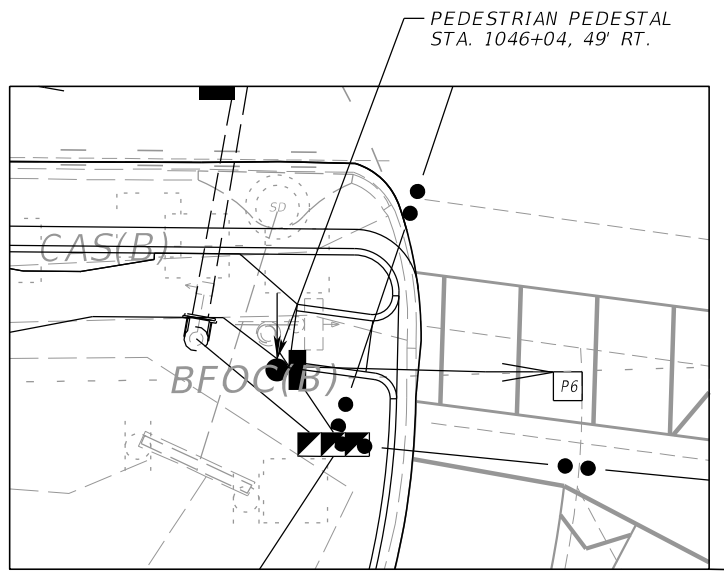 PEDESTRIAN PEDESTAL
STA. 1046+04, 49' RT.
SD
CAS(B)
BFOC(B)
P6